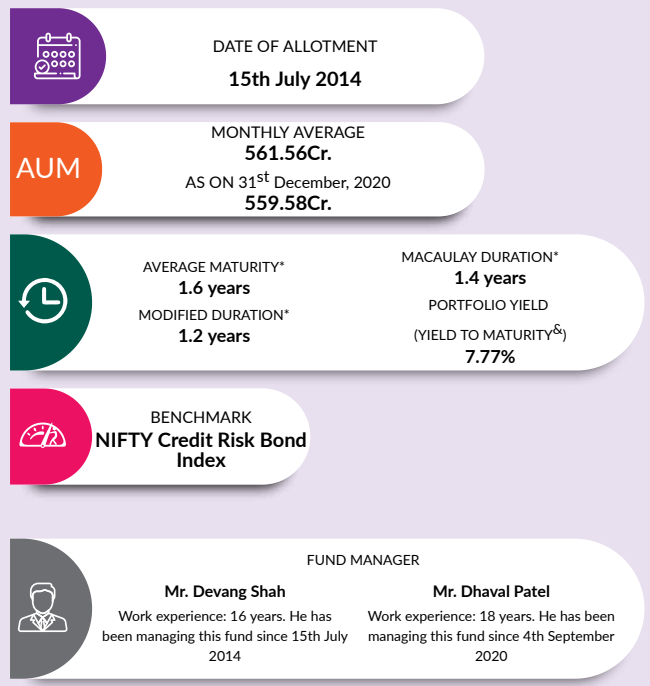 DATE OF ALLOTMENT
15th July 2014
AUM
MONTHLY AVERAGE
561.56Cr.
AS ON 31st December, 2020
559.58Cr.
AVERAGE MATURITY*
1.6 years
MODIFIED DURATION*
1.2 years
MACAULAY DURATION*
1.4 years
PORTFOLIO YIELD
(YIELD TO MATURITY&)
7.77%
BENCHMARK
NIFTY Credit Risk Bond
Index
FUND MANAGER
Mr. Devang Shah
Work experience: 16 years. He has
been managing this fund since 15th July
2014
Mr. Dhaval Patel
Work experience: 18 years. He has been
managing this fund since 4th September
2020